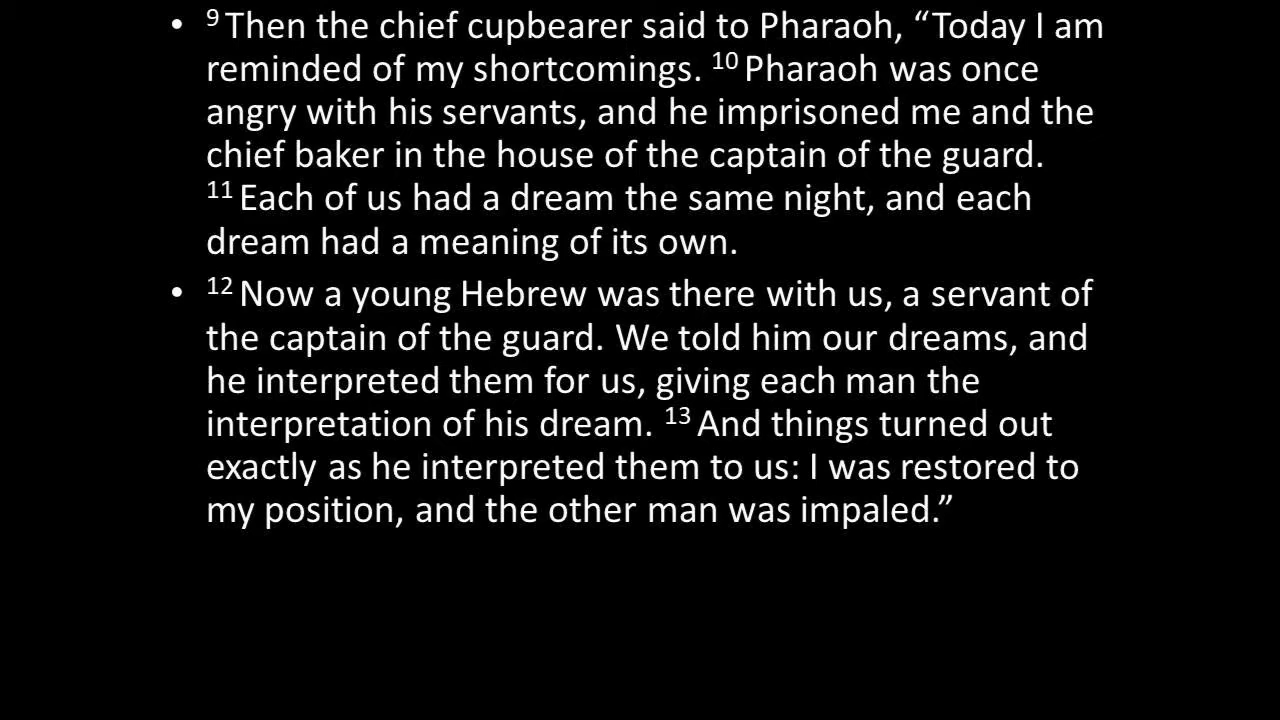 • ⁹ Then the chief cupbearer said to Pharaoh, “Today I am
reminded of my shortcomings. ¹⁰ Pharaoh was once
angry with his servants, and he imprisoned me and the
chief baker in the house of the captain of the guard.
¹¹ Each of us had a dream the same night, and each
dream had a meaning of its own.
• ¹² Now a young Hebrew was there with us, a servant of
the captain of the guard. We told him our dreams, and
he interpreted them for us, giving each man the
interpretation of his dream. ¹³ And things turned out
exactly as he interpreted them to us: I was restored to
my position, and the other man was impaled.”